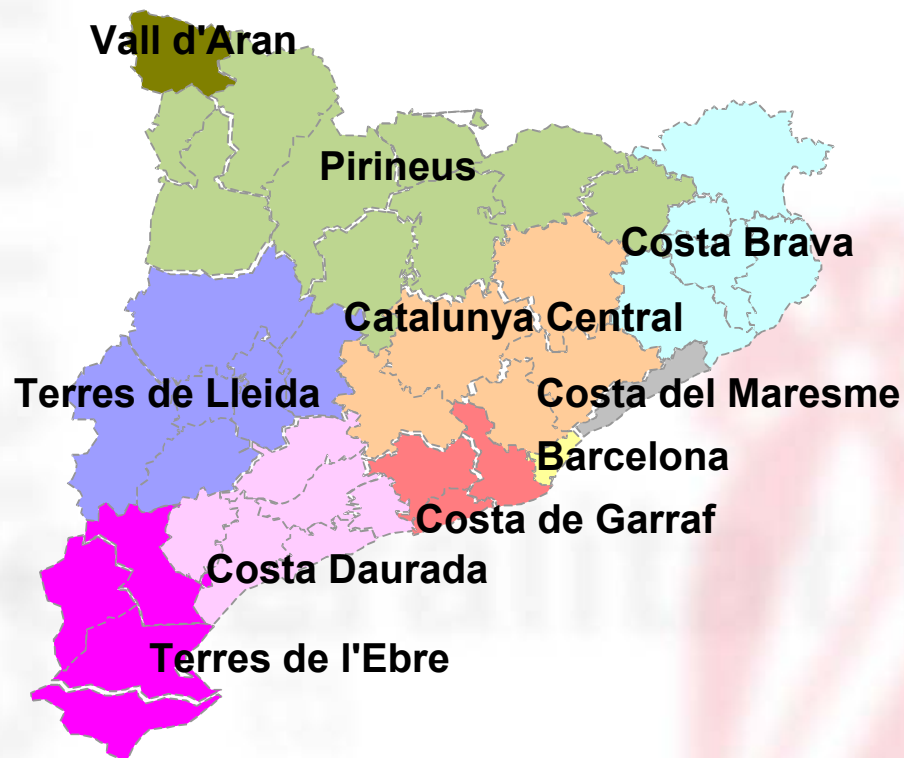 Vall d'Aran
Pirineus
Costa Brava
Catalunya Central
Terres de Lleida
Costa del Maresme
Barcelona
Costa de Garraf
Costa Daurada
Terres de l'Ebre